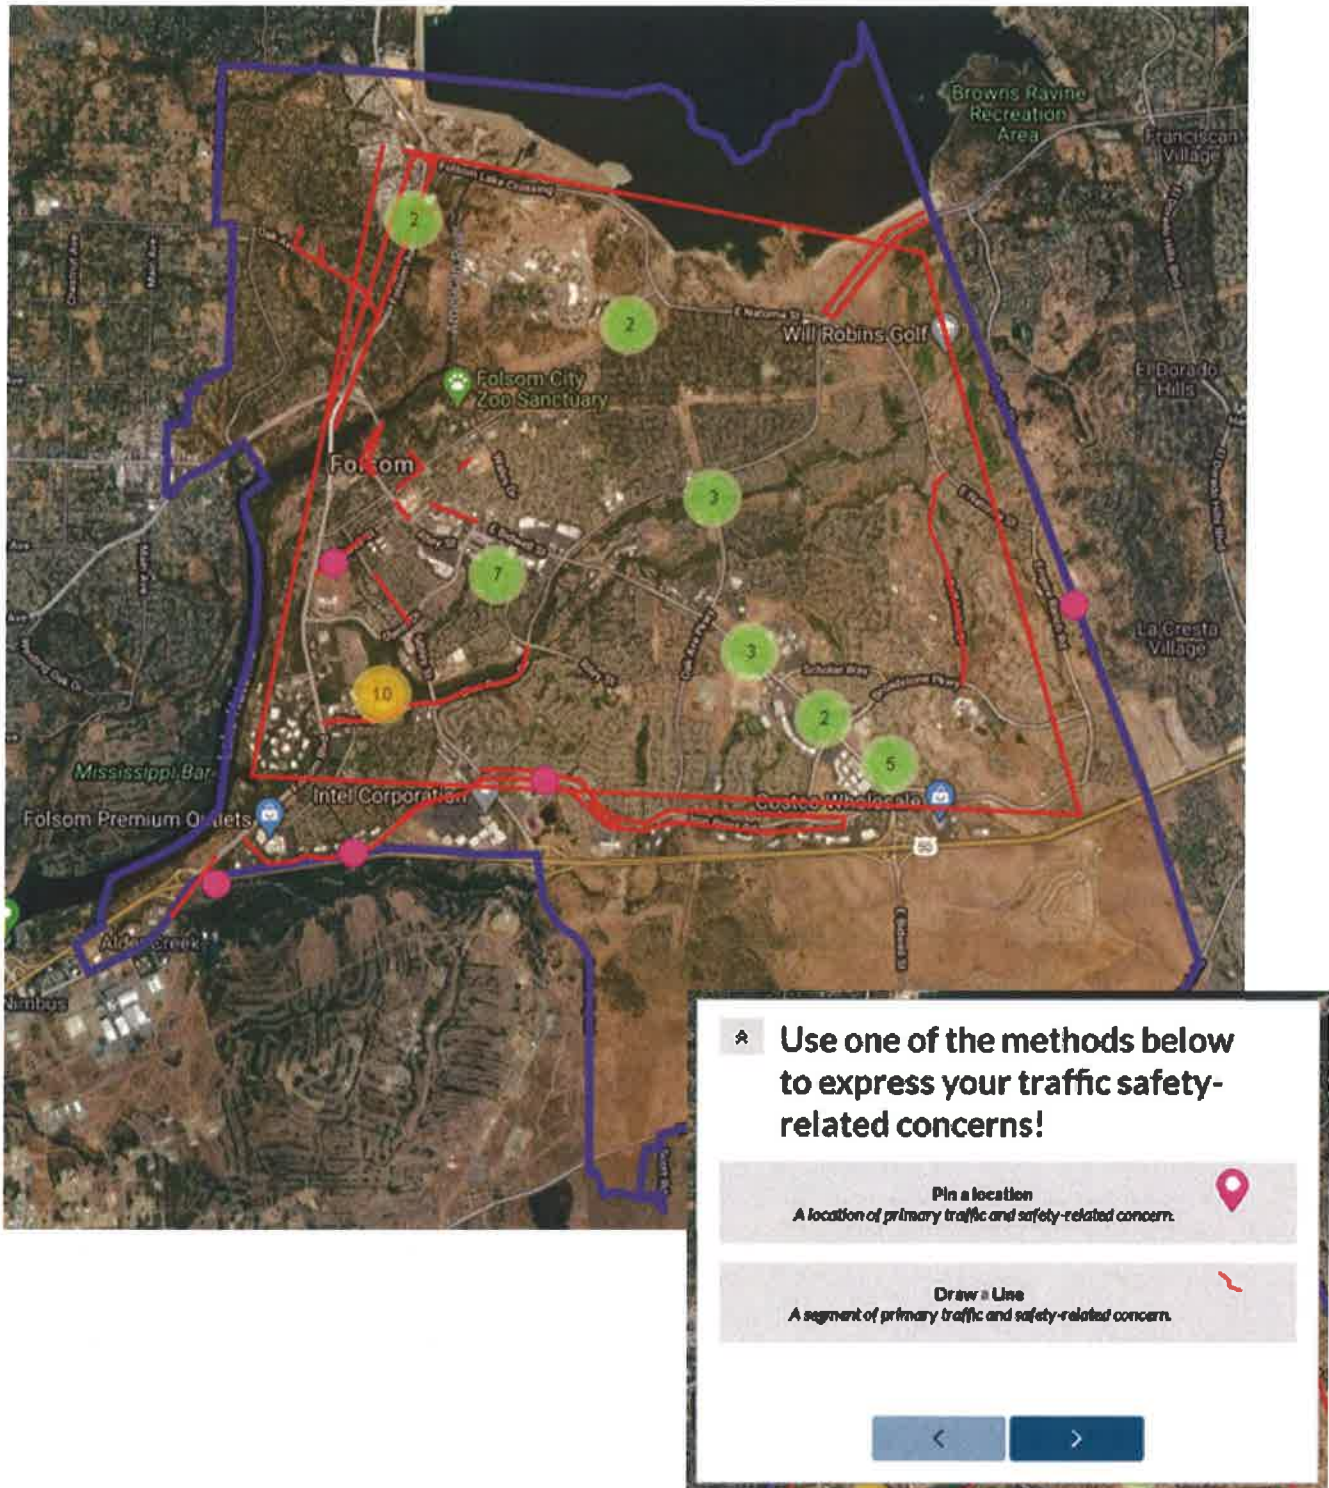 Browns Ravine
Recreation
Area
Franciscan
Village
Folsom Lake Crossing
2
2
E Natoma St
Will Robins Golf
El Dorado
Hills
Folsom City
Zoo Sanctuary
Folsom
3
7
La Cresta
Village
3
10
2
5
Mississippi Bar
Intel Corporation
Costco Wholesale
Folsom Premium Outlets
50
Alder Creek
Nimbus
Use one of the methods below
to express your traffic safety-
related concerns!
Pin a location
A location of primary traffic and safety-related concern.
Draw a Line
A segment of primary traffic and safety-related concern.